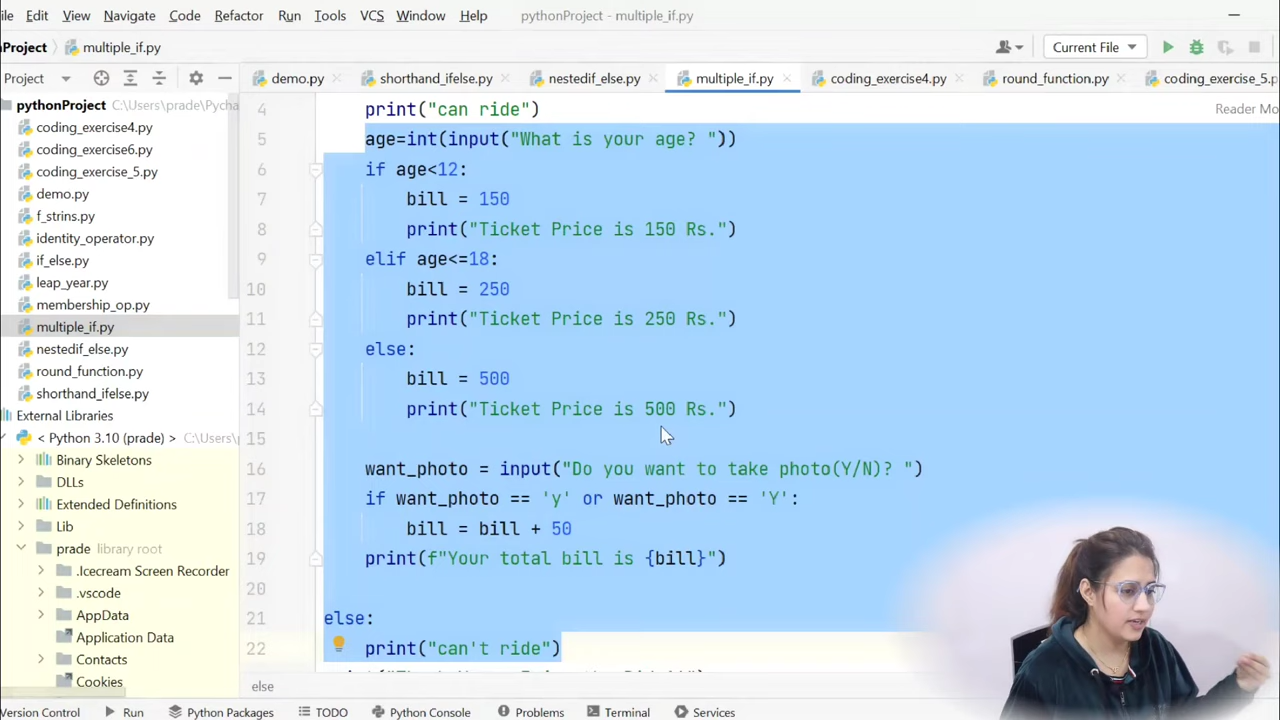 ile Edit View Navigate Code Refactor Run Tools VCS Window Help pythonProject - multiple_if.py
nProject multiple_if.py Current File
Project demo.py shorthand_ifelse.py nestedif_else.py multiple_if.py coding_exercise4.py round_function.py coding_exercise_5.p
pythonProject C:\Users\prade\Pycha
coding_exercise4.py
coding_exercise6.py
coding_exercise_5.py
demo.py
f_strins.py
identity_operator.py
if_else.py
leap_year.py
membership_op.py
multiple_if.py
nestedif_else.py
round_function.py
shorthand_ifelse.py
External Libraries
< Python 3.10 (prade) > C:\Users\
Binary Skeletons
DLLs
Extended Definitions
Lib
prade library root
.Icecream Screen Recorder
.vscode
AppData
Application Data
Contacts
Cookies
Reader Mo
4 print("can ride")
5 age=int(input("What is your age? "))
6 if age<12:
7 bill = 150
8 print("Ticket Price is 150 Rs.")
9 elif age<=18:
10 bill = 250
11 print("Ticket Price is 250 Rs.")
12 else:
13 bill = 500
14 print("Ticket Price is 500 Rs.")
15
16 want_photo = input("Do you want to take photo(Y/N)? ")
17 if want_photo == 'y' or want_photo == 'Y':
18 bill = bill + 50
19 print(f"Your total bill is {bill}")
20
21 else:
22 print("can't ride")
else
Version Control Run Python Packages TODO Python Console Problems Terminal Services